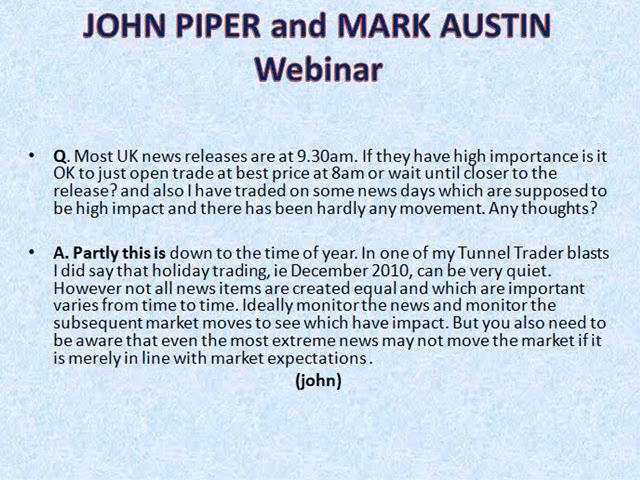 JOHN PIPER and MARK AUSTIN
Webinar
• Q. Most UK news releases are at 9.30am. If they have high importance is it
OK to just open trade at best price at 8am or wait until closer to the
release? and also I have traded on some news days which are supposed to
be high impact and there has been hardly any movement. Any thoughts?
• A. Partly this is down to the time of year. In one of my Tunnel Trader blasts
I did say that holiday trading, ie December 2010, can be very quiet.
However not all news items are created equal and which are important
varies from time to time. Ideally monitor the news and monitor the
subsequent market moves to see which have impact. But you also need to
be aware that even the most extreme news may not move the market if it
is merely in line with market expectations .
(john)